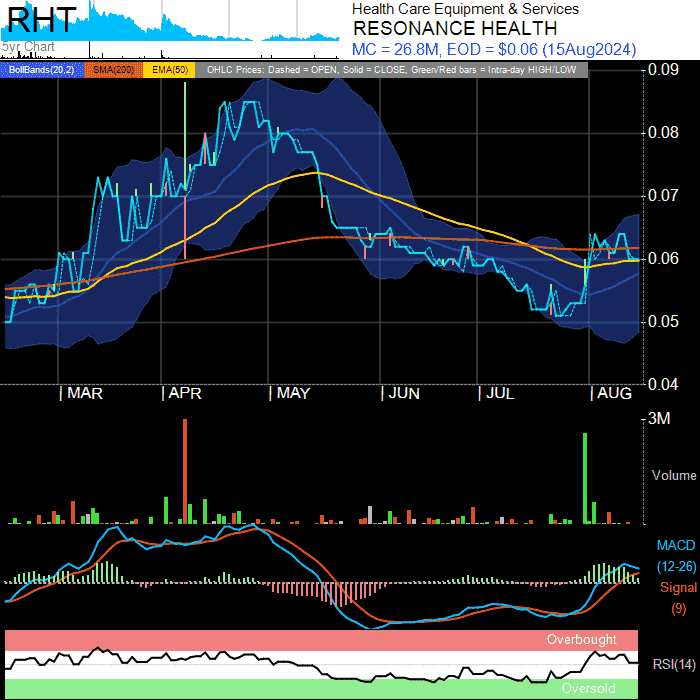 RHT
5yr Chart
Health Care Equipment & Services
RESONANCE HEALTH
MC = 26.8M, EOD = $0.06 (15Aug2024)
BollBands(20,2) SMA(200) EMA(50) OHLC Prices: Dashed = OPEN, Solid = CLOSE, Green/Red bars = Intra-day HIGH/LOW
0.09
0.08
0.07
0.06
0.05
0.04
MAR APR MAY JUN JUL AUG
3M
Volume
MACD
(12-26)
Signal
(9)
Overbought
RSI(14)
Oversold